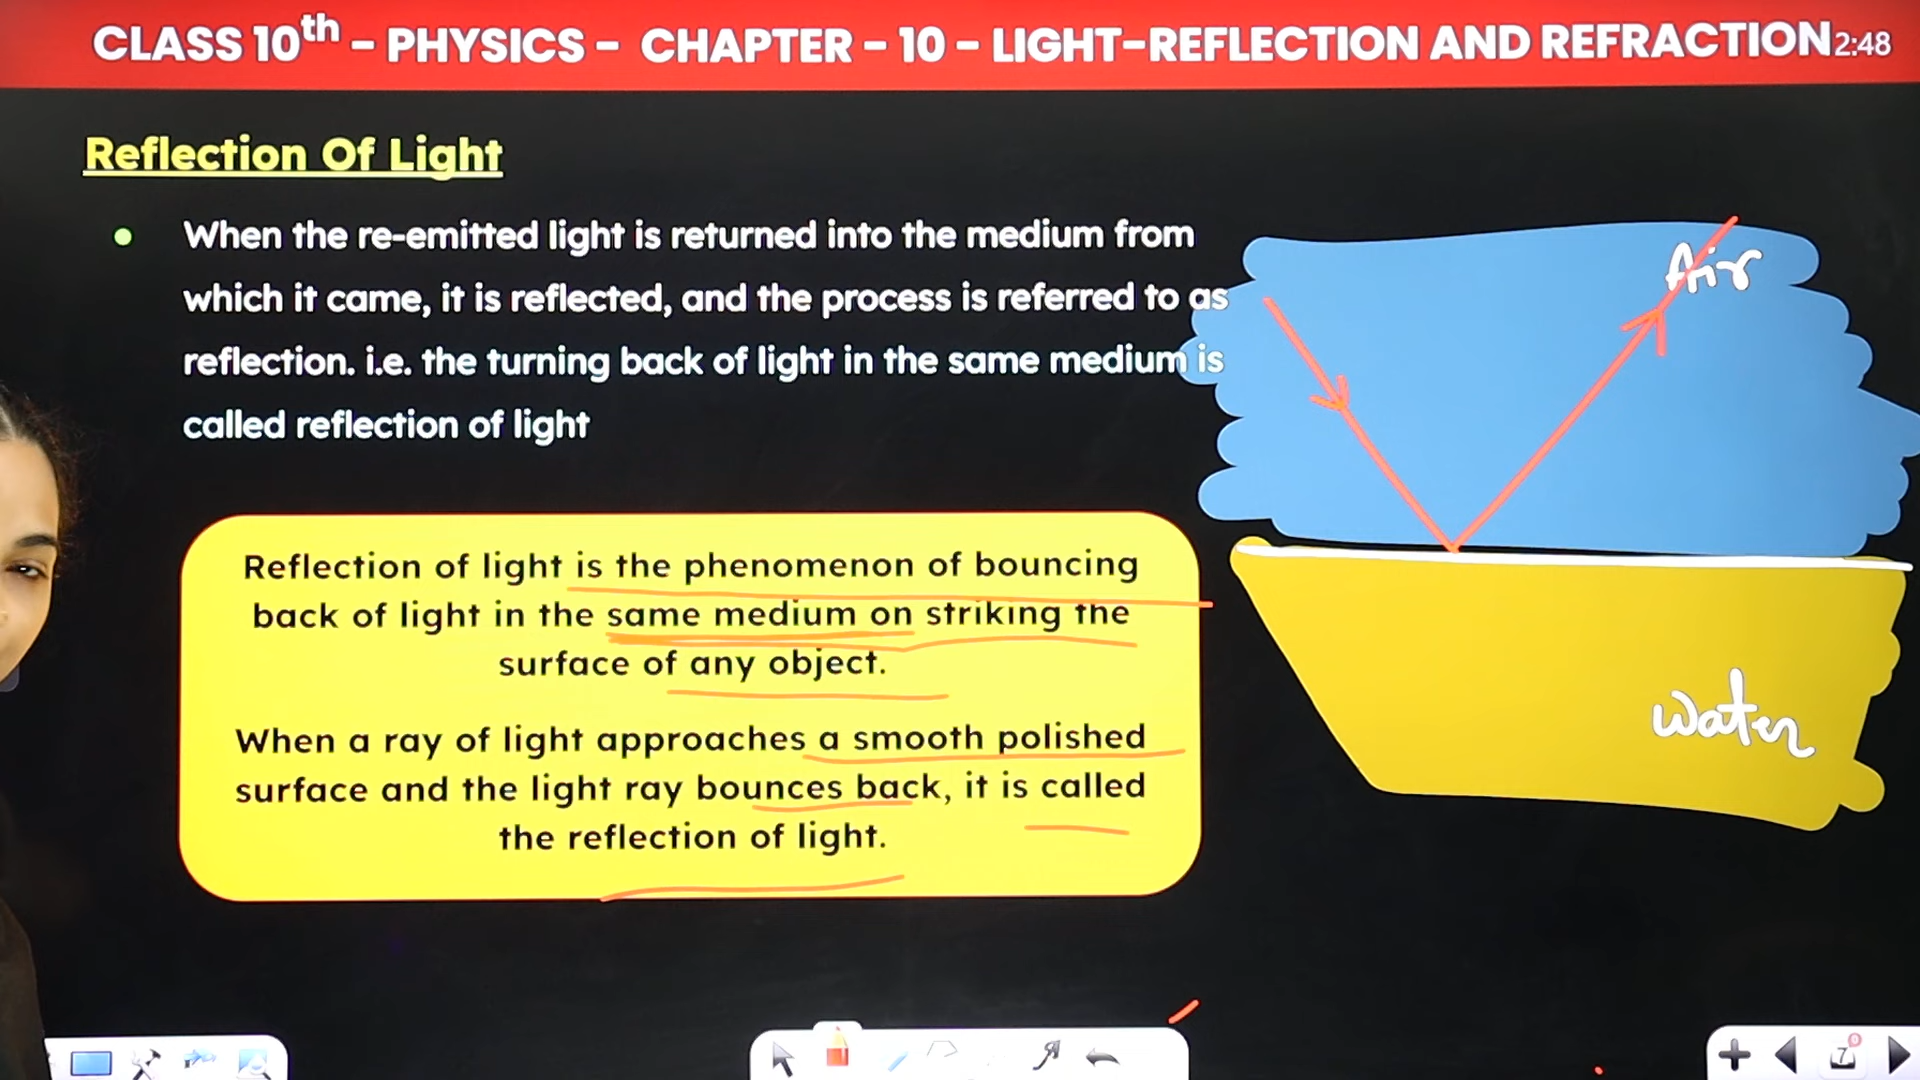 CLASS 10th - PHYSICS - CHAPTER - 10 - LIGHT-REFLECTION AND REFRACTION 2:48
Reflection Of Light
When the re-emitted light is returned into the medium from
which it came, it is reflected, and the process is referred to as
reflection. i.e. the turning back of light in the same medium is
called reflection of light
Air
Reflection of light is the phenomenon of bouncing
back of light in the same medium on striking the
surface of any object.
When a ray of light approaches a smooth polished
surface and the light ray bounces back, it is called
the reflection of light.
water
7
0